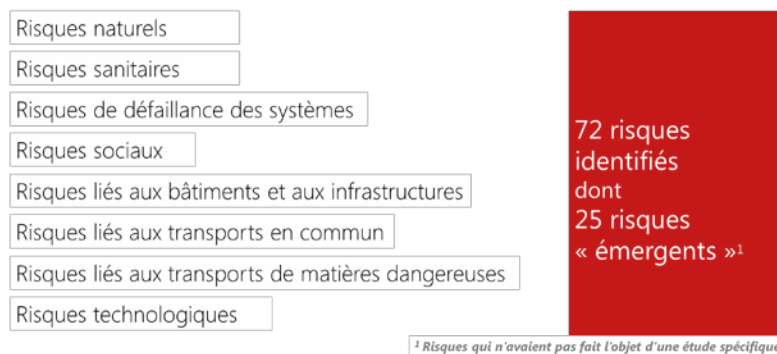 Risques naturels
Risques sanitaires
Risques de défaillance des systèmes
Risques sociaux
Risques liés aux bâtiments et aux infrastructures
Risques liés aux transports en commun
Risques liés aux transports de matières dangereuses
Risques technologiques
72 risques
identifiés
dont
25 risques
« émergents »¹
¹ Risques qui n'avaient pas fait l'objet d'une étude spécifique